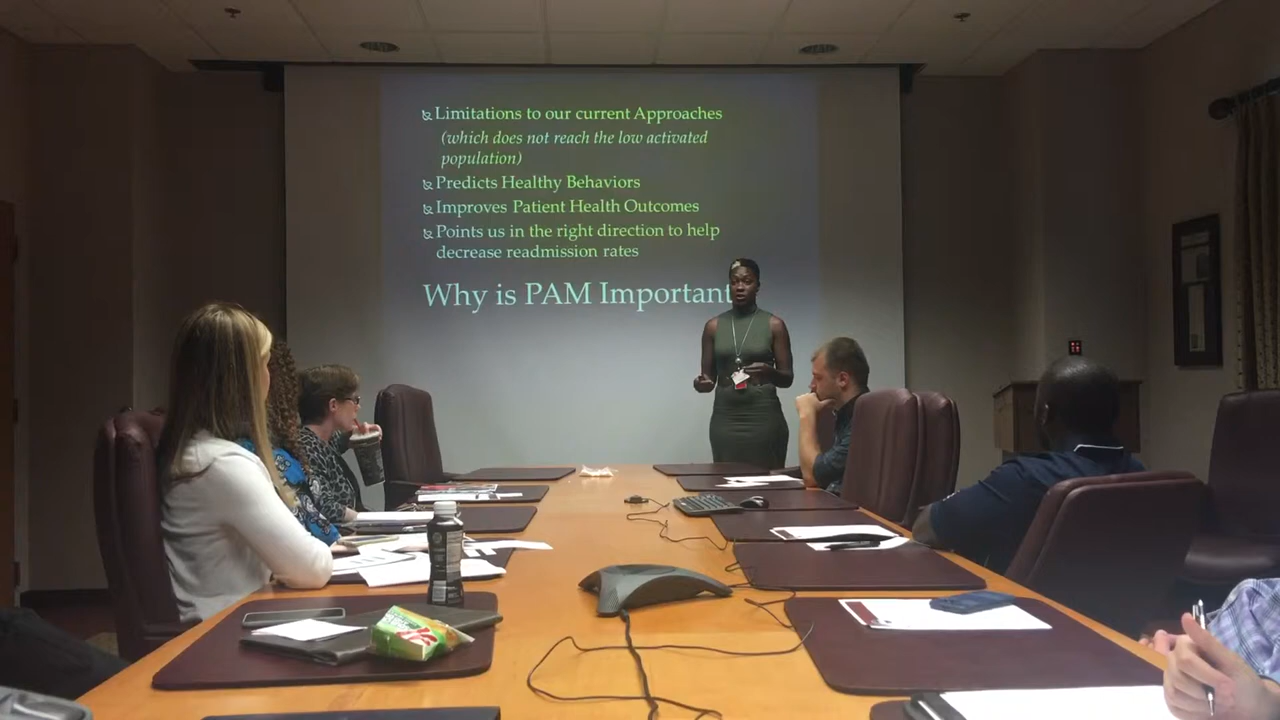 Limitations to our current Approaches
(which does not reach the low activated
population)
Predicts Healthy Behaviors
Improves Patient Health Outcomes
Points us in the right direction to help
decrease readmission rates
Why is PAM Important